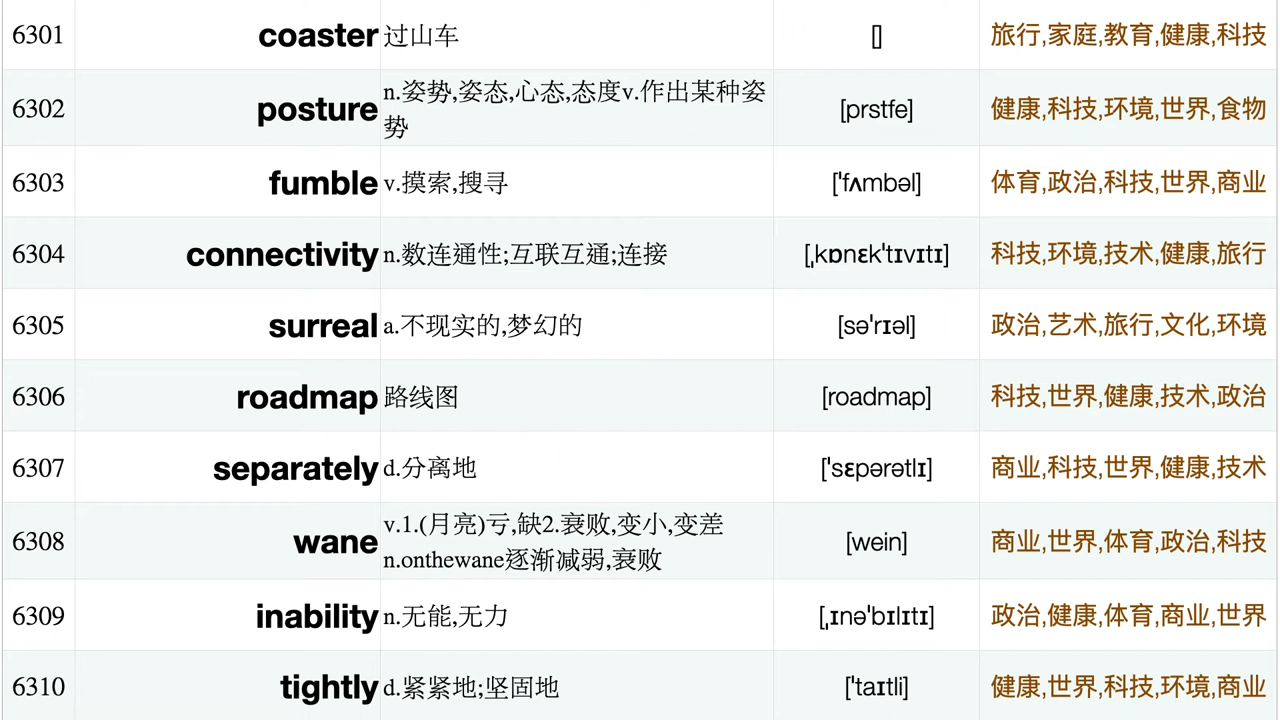 6301 coaster 过山车 [] 旅行,家庭,教育,健康,科技
6302 posture n.姿势,姿态,心态,态度v.作出某种姿
势 [prstfe] 健康,科技,环境,世界,食物
6303 fumble v.摸索,搜寻 ['fʌmbəl] 体育,政治,科技,世界,商业
6304 connectivity n.数连通性;互联互通;连接 [ˌkɒnɛk'tɪvɪtɪ] 科技,环境,技术,健康,旅行
6305 surreal a.不现实的,梦幻的 [sə'rɪəl] 政治,艺术,旅行,文化,环境
6306 roadmap 路线图 [roadmap] 科技,世界,健康,技术,政治
6307 separately d.分离地 ['sɛpərətlɪ] 商业,科技,世界,健康,技术
6308 wane v.1.(月亮)亏,缺2.衰败,变小,变差
n.onthewane逐渐减弱,衰败 [wein] 商业,世界,体育,政治,科技
6309 inability n.无能,无力 [ˌɪnə'bɪlɪtɪ] 政治,健康,体育,商业,世界
6310 tightly d.紧紧地;坚固地 ['taɪtli] 健康,世界,科技,环境,商业